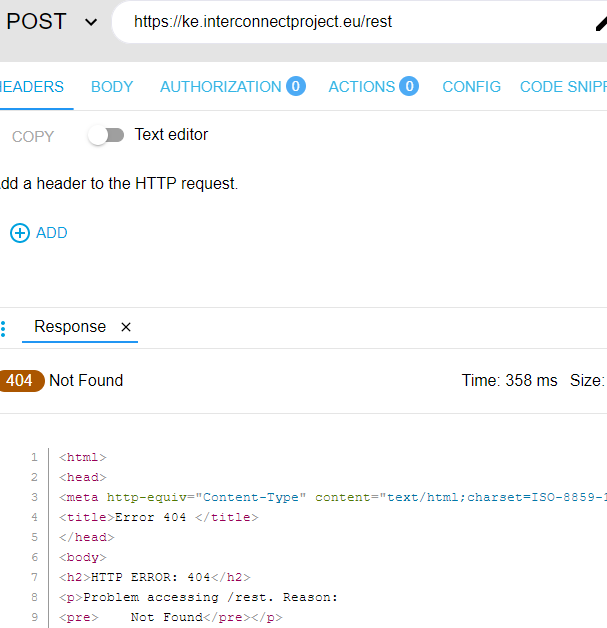 POST https://ke.interconnectproject.eu/rest
HEADERS BODY AUTHORIZATION 0 ACTIONS 0 CONFIG CODE SNIPP
COPY Text editor
dd a header to the HTTP request.
ADD
Response ×
404 Not Found Time: 358 ms Size:
1 <html>
2 <head>
3 <meta http-equiv="Content-Type" content="text/html;charset=ISO-8859-1
4 <title>Error 404 </title>
5 </head>
6 <body>
7 <h2>HTTP ERROR: 404</h2>
8 <p>Problem accessing /rest. Reason:
9 <pre>    Not Found</pre></p>